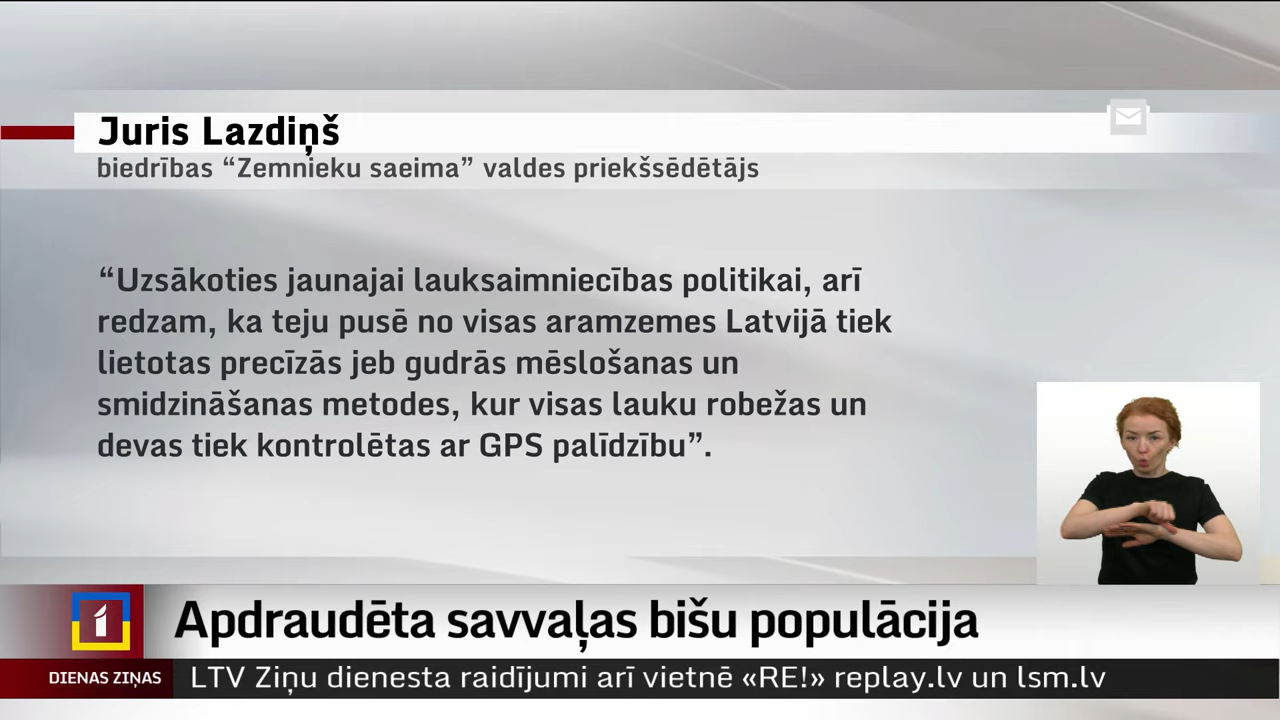 Juris Lazdiņš
biedrības “Zemnieku saeima” valdes priekšsēdētājs
“Uzsākoties jaunajai lauksaimniecības politikai, arī
redzam, ka teju pusē no visas aramzemes Latvijā tiek
lietotas precīzās jeb gudrās mēslošanas un
smidzināšanas metodes, kur visas lauku robežas un
devas tiek kontrolētas ar GPS palīdzību”.
1
Apdraudēta savvaļas bišu populācija
DIENAS ZIŅAS
LTV Ziņu dienesta raidījumi arī vietnē «RE!» replay.lv un lsm.lv